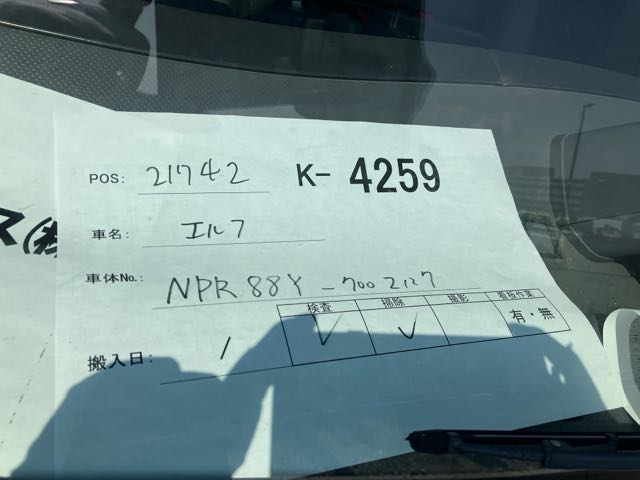 POS: 21742 K- 4259
車名: エルフ
車体No.: NPR88Y-7002127
検査 掃除 撮影 看板作業
搬入日: / ✓ ✓ 有・無